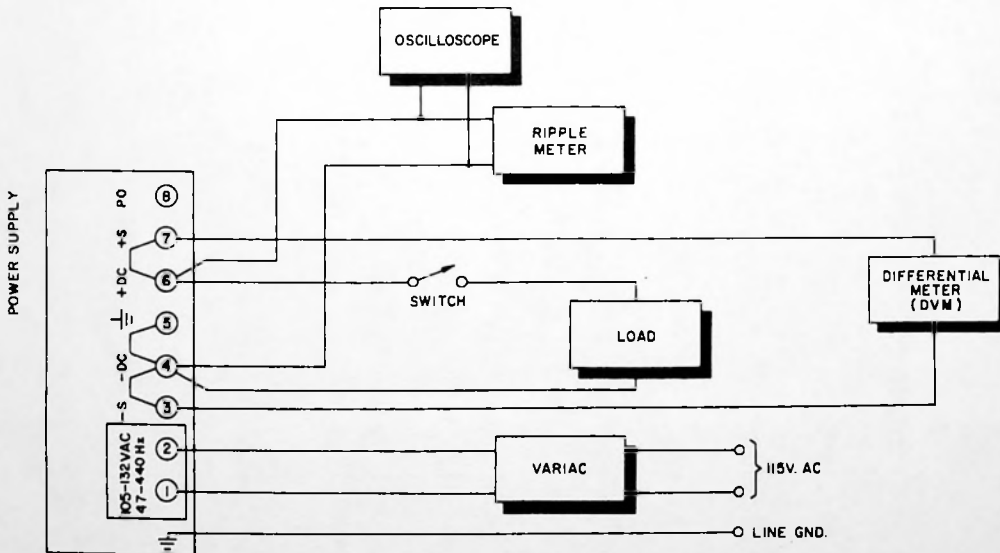 OSCILLOSCOPE
RIPPLE
METER
POWER SUPPLY
PO
8
+S
7
+DC
6
5
-DC
4
-S
3
SWITCH
LOAD
DIFFERENTIAL
METER
(DVM)
105-132VAC
47-440Hz
2
1
VARIAC
115V. AC
LINE GND.